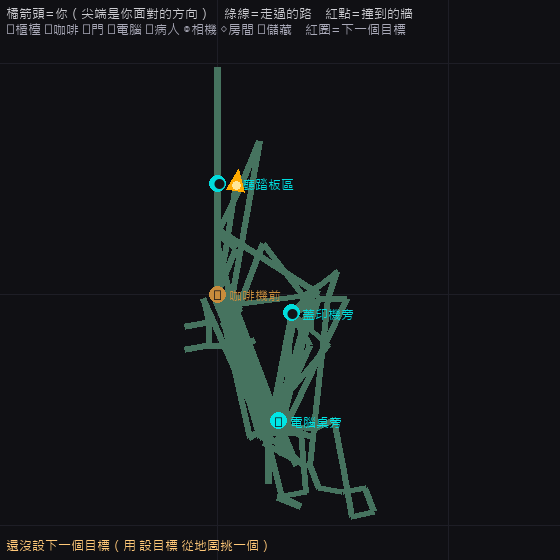 橘箭頭=你（尖端是你面對的方向） 綠線=走過的路 紅點=撞到的牆
櫃檯 咖啡 門 電腦 病人 相機 ◇房間 儲藏 紅圈=下一個目標
踏板區
咖啡機前
蓋印機旁
電腦桌旁
還沒設下一個目標（用 設目標 從地圖挑一個）